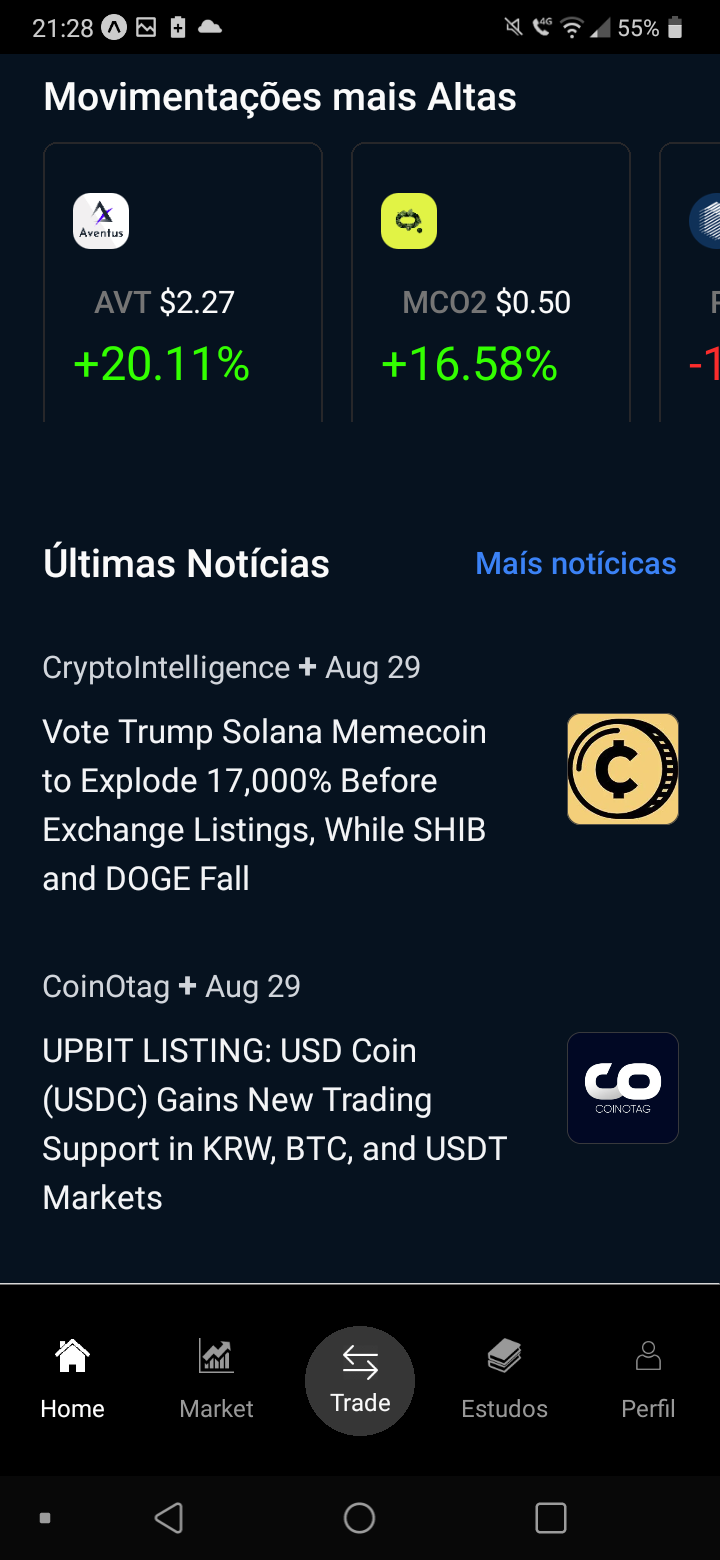 21:28
4G
55%
Movimentações mais Altas
Aventus
AVT $2.27
+20.11%
MCO2 $0.50
+16.58%
-1
Últimas Notícias
Maís notícicas
CryptoIntelligence + Aug 29
Vote Trump Solana Memecoin
to Explode 17,000% Before
Exchange Listings, While SHIB
and DOGE Fall
CoinOtag + Aug 29
UPBIT LISTING: USD Coin
(USDC) Gains New Trading
Support in KRW, BTC, and USDT
Markets
CO
COINOTAG
Home
Market
Trade
Estudos
Perfil